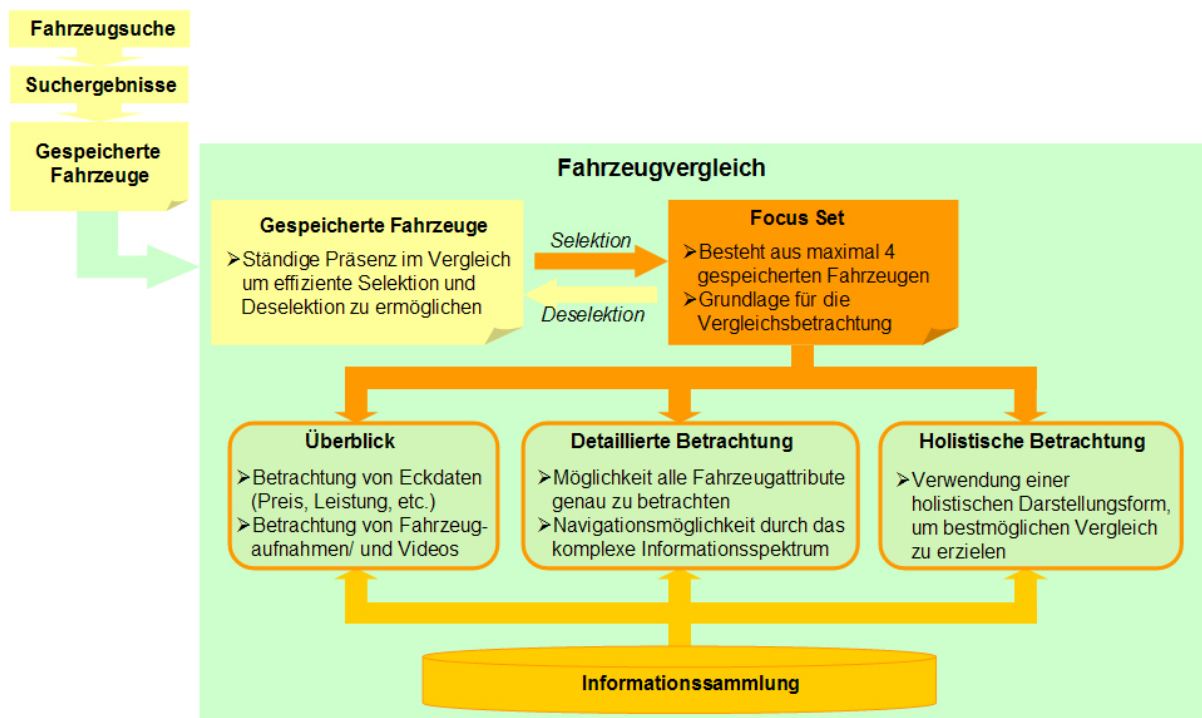 Fahrzeugsuche
Suchergebnisse
Gespeicherte
Fahrzeuge
Fahrzeugvergleich
Gespeicherte Fahrzeuge
➢Ständige Präsenz im Vergleich
um effiziente Selektion und
Deselektion zu ermöglichen
Selektion
Deselektion
Focus Set
➢Besteht aus maximal 4
gespeicherten Fahrzeugen
➢Grundlage für die
Vergleichsbetrachtung
Überblick
➢Betrachtung von Eckdaten
(Preis, Leistung, etc.)
➢Betrachtung von Fahrzeug-
aufnahmen/ und Videos
Detaillierte Betrachtung
➢Möglichkeit alle Fahrzeugattribute
genau zu betrachten
➢Navigationsmöglichkeit durch das
komplexe Informationsspektrum
Holistische Betrachtung
➢Verwendung einer
holistischen Darstellungsform,
um bestmöglichen Vergleich
zu erzielen
Informationssammlung